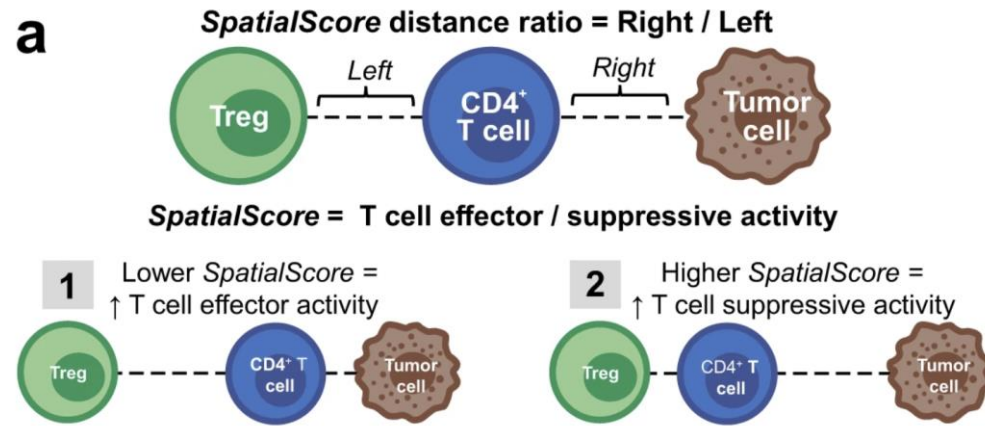 a
SpatialScore distance ratio = Right / Left
Left
Right
Treg
CD4⁺
T cell
Tumor
cell
SpatialScore = T cell effector / suppressive activity
1
Lower SpatialScore =
↑ T cell effector activity
Treg
CD4⁺ T
cell
Tumor
cell
2
Higher SpatialScore =
↑ T cell suppressive activity
Treg
CD4⁺ T
cell
Tumor
cell